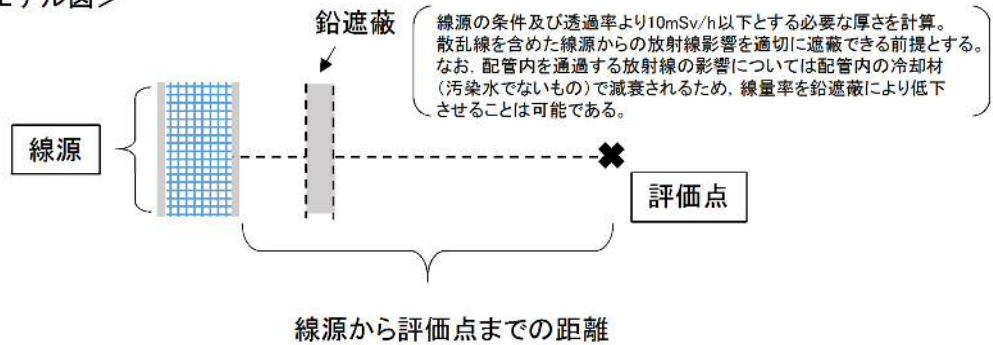 モデル図＞
鉛遮蔽
線源の条件及び透過率より10mSv/h以下とする必要な厚さを計算。
散乱線を含めた線源からの放射線影響を適切に遮蔽できる前提とする。
なお，配管内を通過する放射線の影響については配管内の冷却材
（汚染水でないもの）で減衰されるため，線量率を鉛遮蔽により低下
させることは可能である。
線源
評価点
線源から評価点までの距離